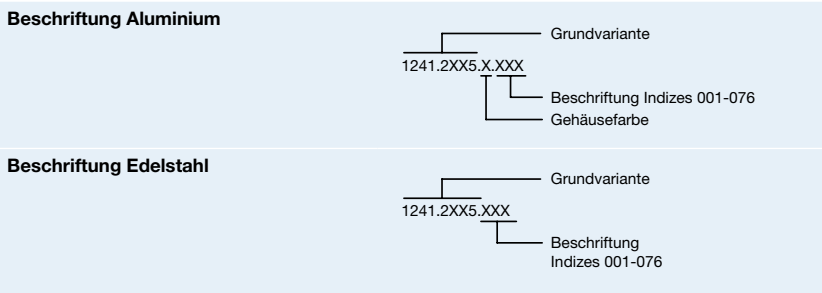 Beschriftung Aluminium
Grundvariante
1241.2XX5.X.XXX
Beschriftung Indizes 001-076
Gehäusefarbe
Beschriftung Edelstahl
Grundvariante
1241.2XX5.XXX
Beschriftung
Indizes 001-076